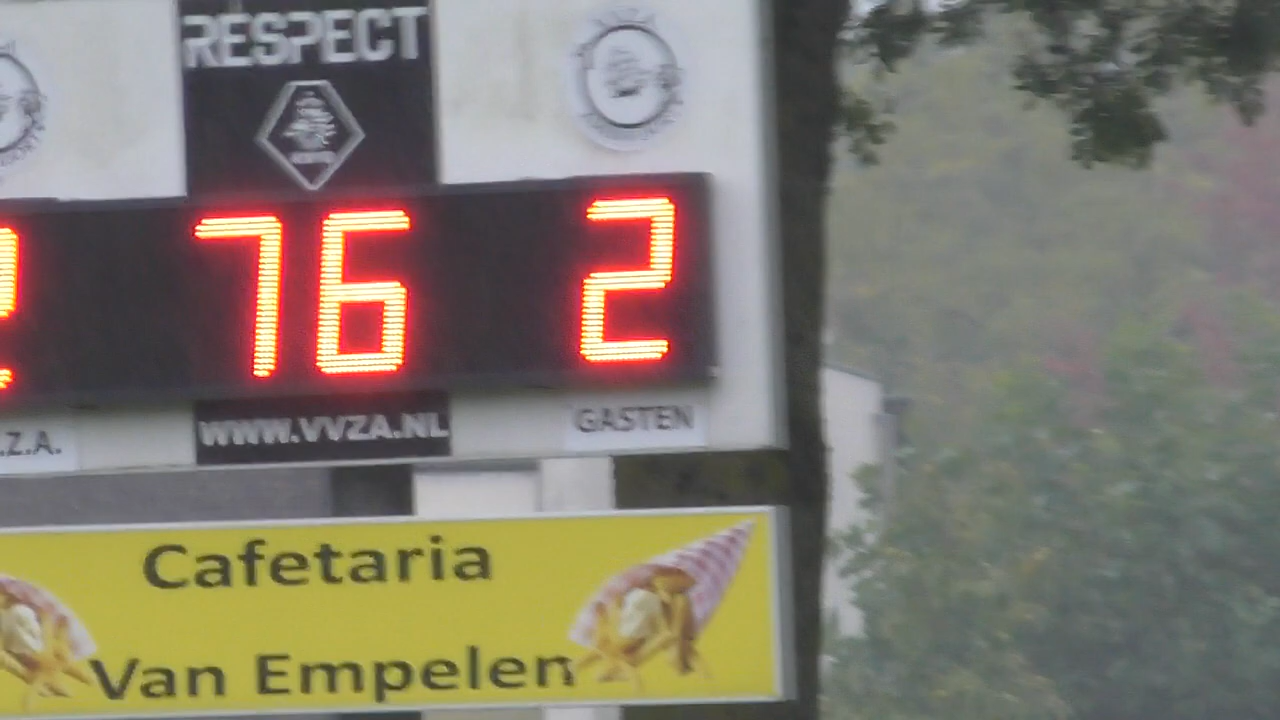 RESPECT
76 2
.Z.A. WWW.VVZA.NL GASTEN
Cafetaria
Van Empelen